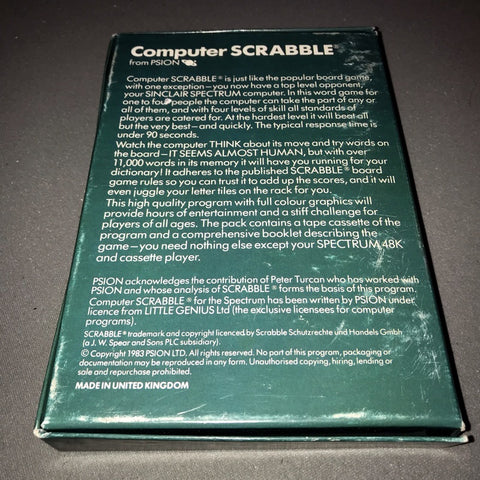 Computer SCRABBLE®
from PSION
Computer SCRABBLE® is just like the popular board game,
with one exception – you now have a top level opponent;
your SINCLAIR SPECTRUM computer. In this word game for
one to four people the computer can take the part of any or
all of them, and with four levels of skill all standards of
players are catered for. At the hardest level it will beat all
but the very best – and quickly. The typical response time is
under 90 seconds.
Watch the computer THINK about its move and try words on
the board – IT SEEMS ALMOST HUMAN, but with over
11,000 words in its memory it will have you running for your
dictionary! It adheres to the published SCRABBLE® board
game rules so you can trust it to add up the scores, and it will
even juggle your letter tiles on the rack for you.
This high quality program with full colour graphics will
provide hours of entertainment and a stiff challenge for
players of all ages. The pack contains a tape cassette of the
program and a comprehensive booklet describing the
game – you need nothing else except your SPECTRUM 48K
and cassette player.
PSION acknowledges the contribution of Peter Turcan who has worked with
PSION and whose analysis of SCRABBLE® forms the basis of this program.
Computer SCRABBLE® for the Spectrum has been written by PSION under
licence from LITTLE GENIUS Ltd (the exclusive licensees for computer
programs).
SCRABBLE® trademark and copyright licenced by Scrabble Schutzrechte und Handels GmbH
(a J. W. Spear and Sons PLC subsidiary).
© Copyright 1983 PSION LTD. All rights reserved. No part of this program, packaging or
documentation may be reproduced in any form. Unauthorised copying, hiring, lending or
sale and repurchase prohibited.
MADE IN UNITED KINGDOM